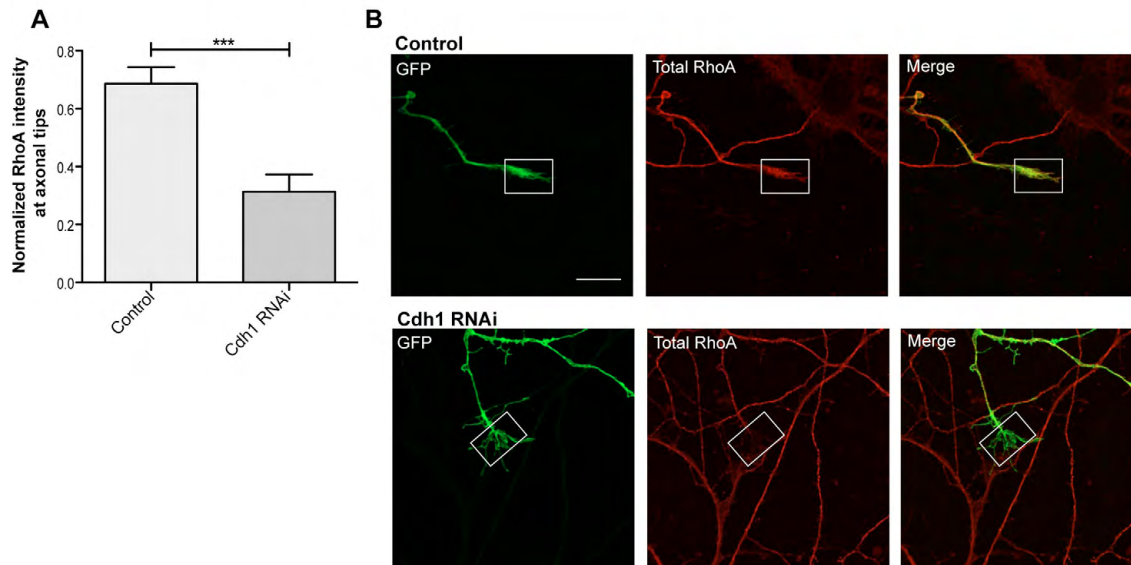 A
Normalized RhoA intensity
at axonal tips
0.8
0.6
0.4
0.2
0.0
***
Control
Cdh1 RNAi
B
Control
GFP
Total RhoA
Merge
Cdh1 RNAi
GFP
Total RhoA
Merge